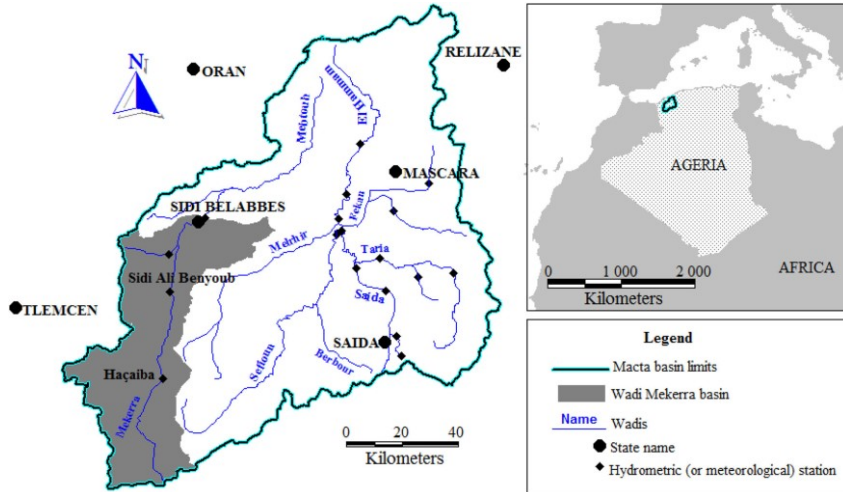 N
ORAN
RELIZANE
El Hammam
Mebtouh
MASCARA
SIDI BELABBES
Fekan
Melrhir
Taria
Sidi Ali Benyoub
Saida
TLEMCEN
SAIDA
Sefloun
Berbour
Haçaiba
Mekerra
0 20 40
Kilometers
AGERIA
AFRICA
0 1 000 2 000
Kilometers
Legend
Macta basin limits
Wadi Mekerra basin
Name Wadis
State name
Hydrometric (or meteorological) station